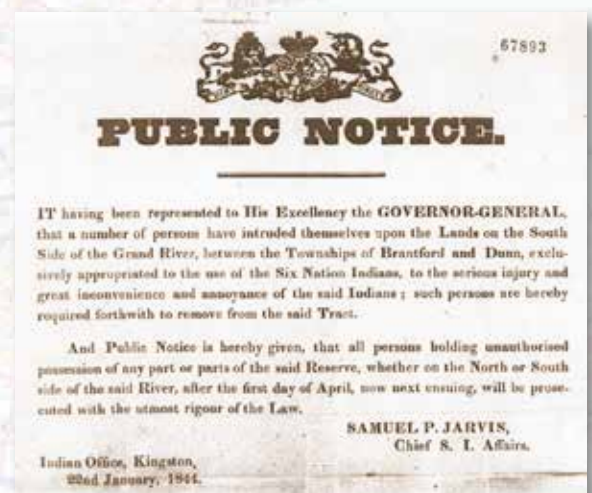 67893
PUBLIC NOTICE.
IT having been represented to His Excellency the GOVERNOR-GENERAL,
that a number of persons have intruded themselves upon the Lands on the South
Side of the Grand River, between the Townships of Brantford and Dunn, exclu-
sively appropriated to the use of the Six Nation Indians, to the serious injury and
great inconvenience and annoyance of the said Indians; such persons are hereby
required forthwith to remove from the said Tract.
And Public Notice is hereby given, that all persons holding unauthorised
possession of any part or parts of the said Reserve, whether on the North or South
side of the said River, after the first day of April, now next ensuing, will be prose-
cuted with the utmost rigour of the Law.
SAMUEL P. JARVIS,
Chief S. I. Affairs.
Indian Office, Kingston,
22nd January, 1844.